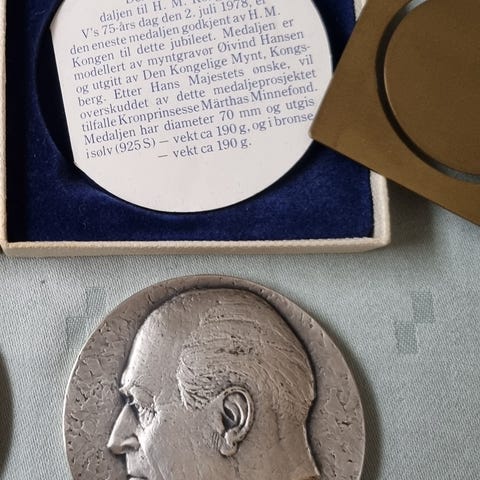 daljen til H. M.
V's 75-års dag den 2. juli 1978, er
den eneste medaljen godkjent av H. M.
Kongen til dette jubileet. Medaljen er
modellert av myntgravør Øivind Hansen
og utgitt av Den Kongelige Mynt, Kongs-
berg. Etter Hans Majestets ønske, vil
overskuddet av dette medaljeprosjektet
tilfalle Kronprinsesse Märthas Minnefond.
Medaljen har diameter 70 mm og utgis
i sølv (925 S) — vekt ca 190 g, og i bronse
— vekt ca 190 g.